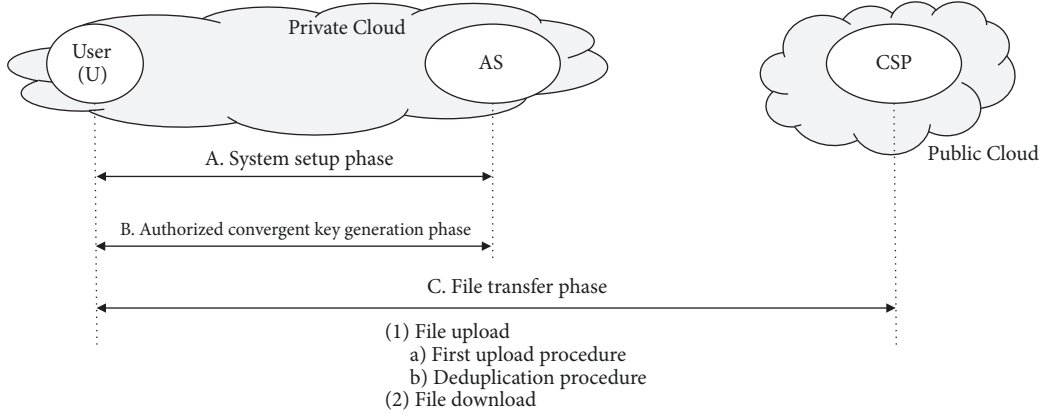 Private Cloud
User
(U)
AS
CSP
Public Cloud
A. System setup phase
B. Authorized convergent key generation phase
C. File transfer phase
(1) File upload
a) First upload procedure
b) Deduplication procedure
(2) File download